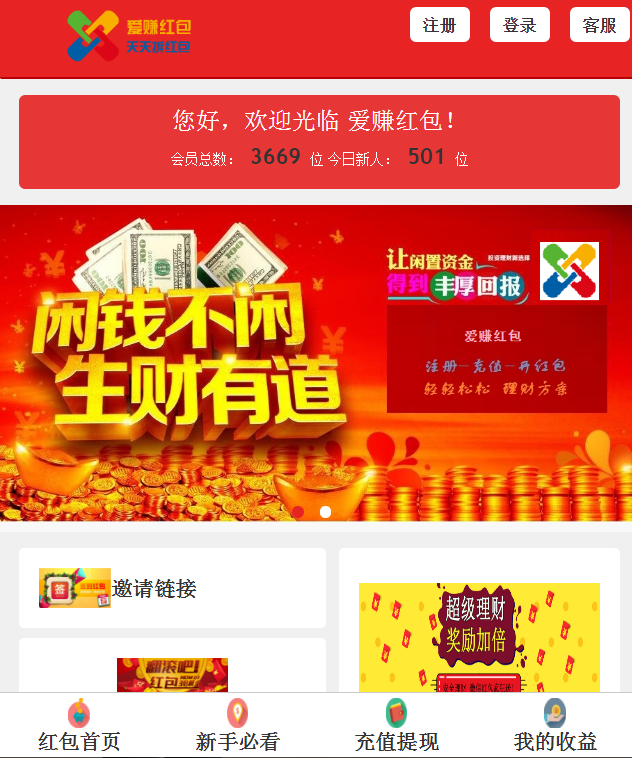 爱赚红包
天天抓红包
注册
登录
客服
您好，欢迎光临 爱赚红包！
会员总数： 3669 位 今日新人： 501 位
闲钱不闲
生财有道
让闲置资金
投资理财新选择
得到丰厚回报
爱赚红包
注册—充值—开红包
轻轻松松 理财方案
签
邀请链接
翻滚吧！
超级理财
奖励加倍
红包首页
新手必看
充值提现
我的收益